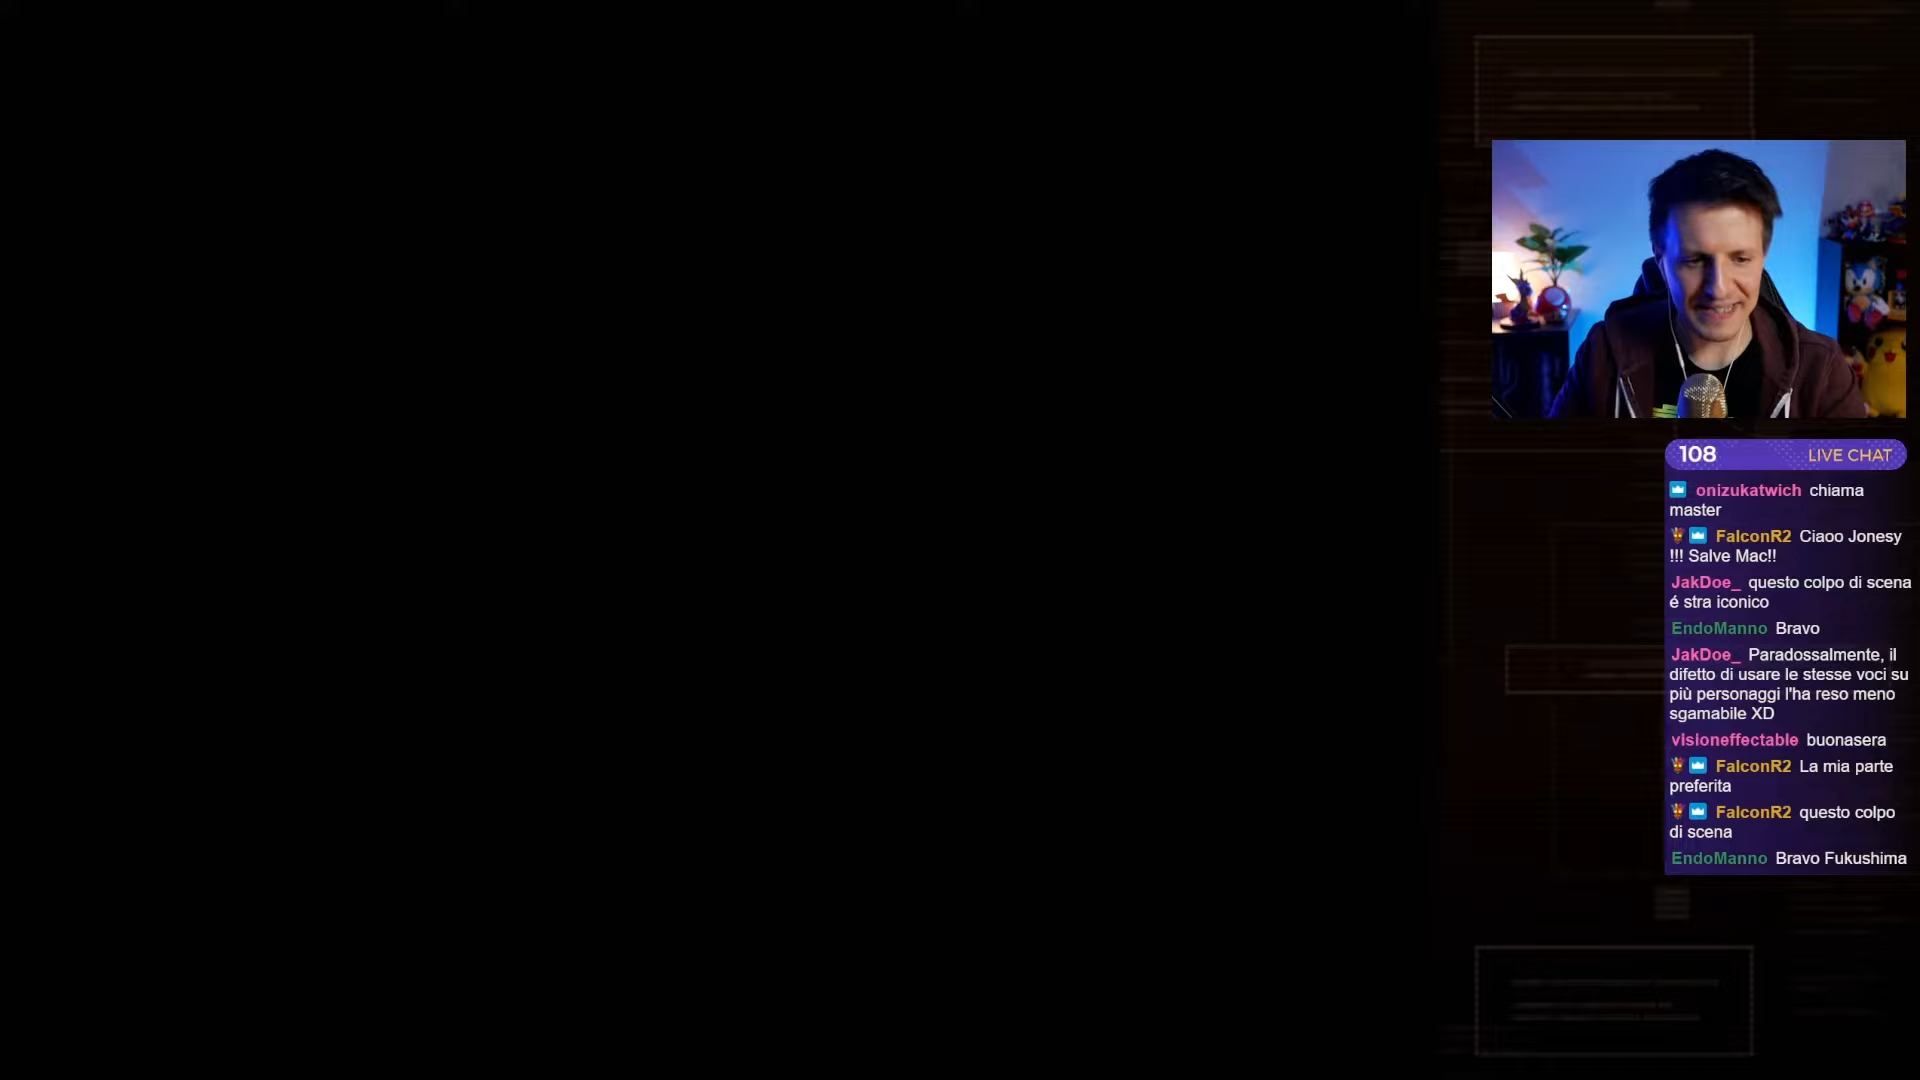 108 LIVE CHAT
onizukatwich chiama
master
FalconR2 Ciaoo Jonesy
!!! Salve Mac!!
JakDoe_ questo colpo di scena
é stra iconico
EndoManno Bravo
JakDoe_ Paradossalmente, il
difetto di usare le stesse voci su
più personaggi l'ha reso meno
sgamabile XD
visioneffectable buonasera
FalconR2 La mia parte
preferita
FalconR2 questo colpo
di scena
EndoManno Bravo Fukushima